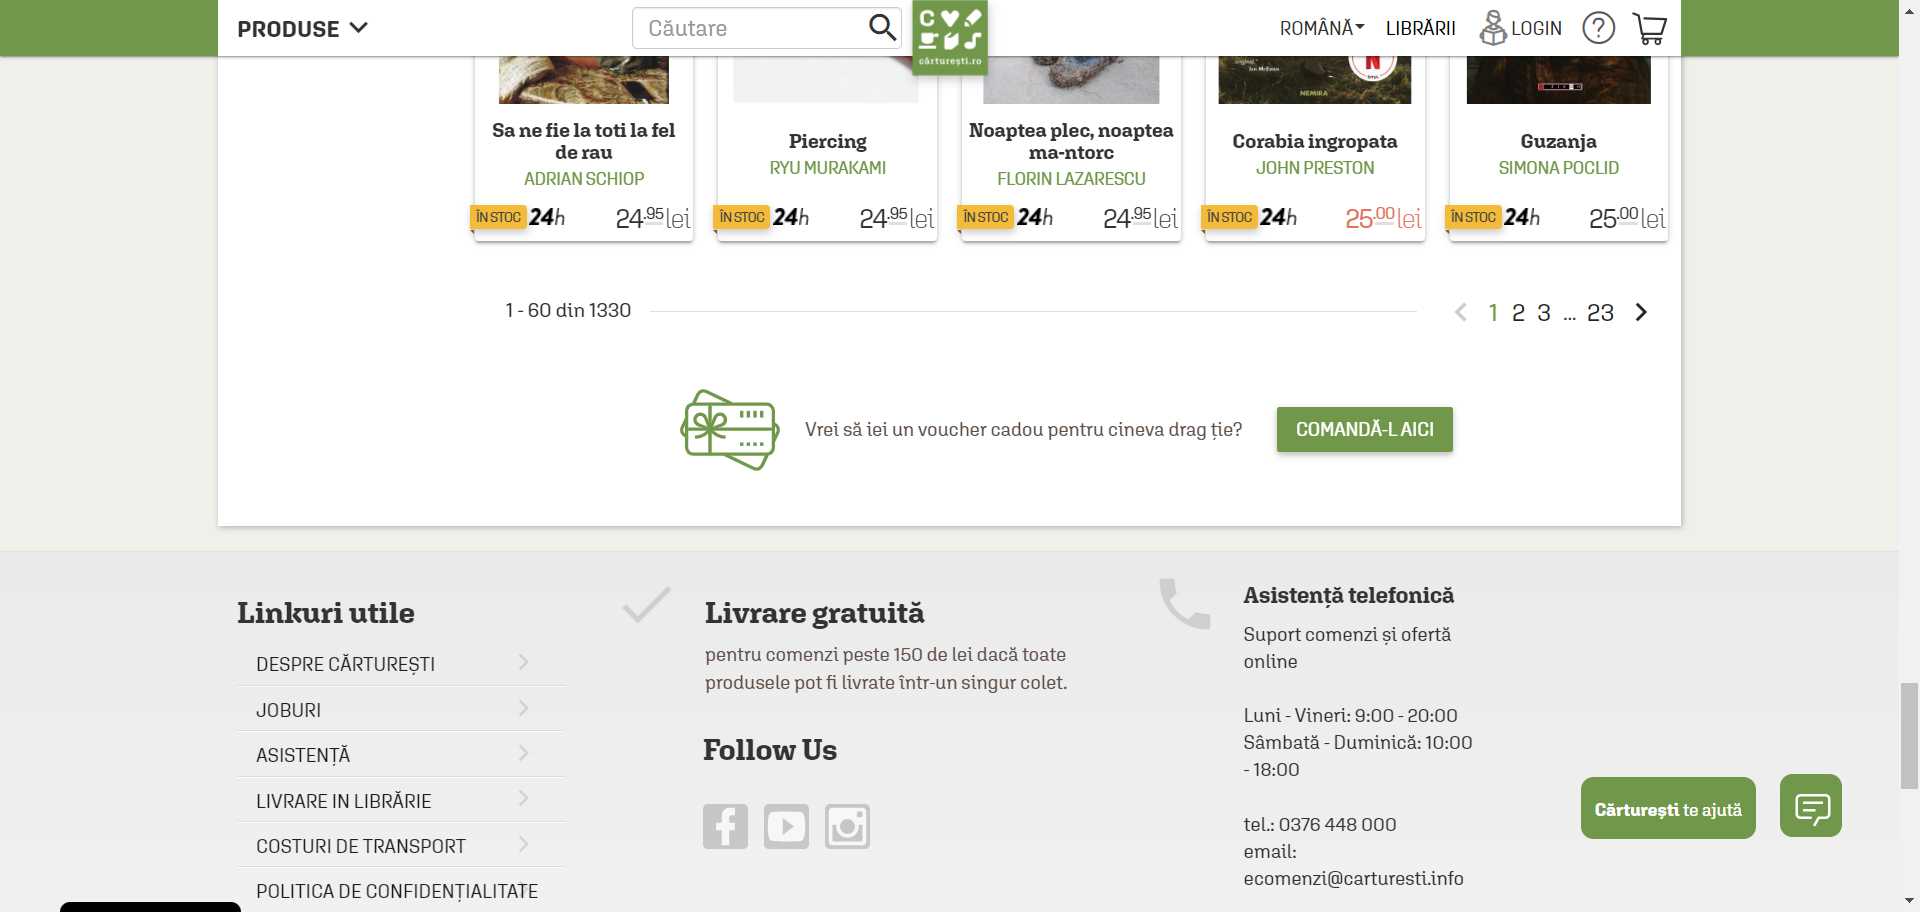 PRODUSE
Căutare
cărturești.ro
ROMÂNĂ
LIBRĂRII
LOGIN
?
NEMIRA
N
Sa ne fie la toti la fel
de rau
ADRIAN SCHIOP
ÎN STOC 24h 24.95 lei
Piercing
RYU MURAKAMI
ÎN STOC 24h 24.95 lei
Noaptea plec, noaptea
ma-ntorc
FLORIN LAZARESCU
ÎN STOC 24h 24.95 lei
Corabia ingropata
JOHN PRESTON
ÎN STOC 24h 25.00 lei
Guzanja
SIMONA POCLID
ÎN STOC 24h 25.00 lei
1 - 60 din 1330
1 2 3 ... 23
Vrei să iei un voucher cadou pentru cineva drag ție?
COMANDĂ-L AICI
Linkuri utile
DESPRE CĂRTUREȘTI
JOBURI
ASISTENȚĂ
LIVRARE IN LIBRĂRIE
COSTURI DE TRANSPORT
POLITICA DE CONFIDENȚIALITATE
Livrare gratuită
pentru comenzi peste 150 de lei dacă toate
produsele pot fi livrate într-un singur colet.
Follow Us
Asistență telefonică
Suport comenzi și ofertă
online
Luni - Vineri: 9:00 - 20:00
Sâmbată - Duminică: 10:00
- 18:00
tel.: 0376 448 000
email:
ecomenzi@carturesti.info
Cărturești te ajută